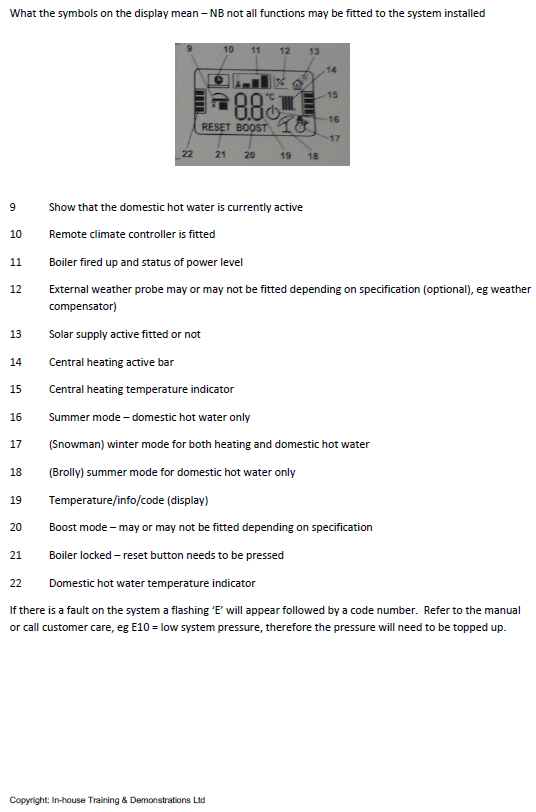 What the symbols on the display mean – NB not all functions may be fitted to the system installed
9 10 11 12 13
14
°C
15
88
16
RESET BOOST
17
22 21 20 19 18
9 Show that the domestic hot water is currently active
10 Remote climate controller is fitted
11 Boiler fired up and status of power level
12 External weather probe may or may not be fitted depending on specification (optional), eg weather
compensator)
13 Solar supply active fitted or not
14 Central heating active bar
15 Central heating temperature indicator
16 Summer mode – domestic hot water only
17 (Snowman) winter mode for both heating and domestic hot water
18 (Brolly) summer mode for domestic hot water only
19 Temperature/info/code (display)
20 Boost mode – may or may not be fitted depending on specification
21 Boiler locked – reset button needs to be pressed
22 Domestic hot water temperature indicator
If there is a fault on the system a flashing ‘E’ will appear followed by a code number.  Refer to the manual
or call customer care, eg E10 = low system pressure, therefore the pressure will need to be topped up.
Copyright: In-house Training & Demonstrations Ltd